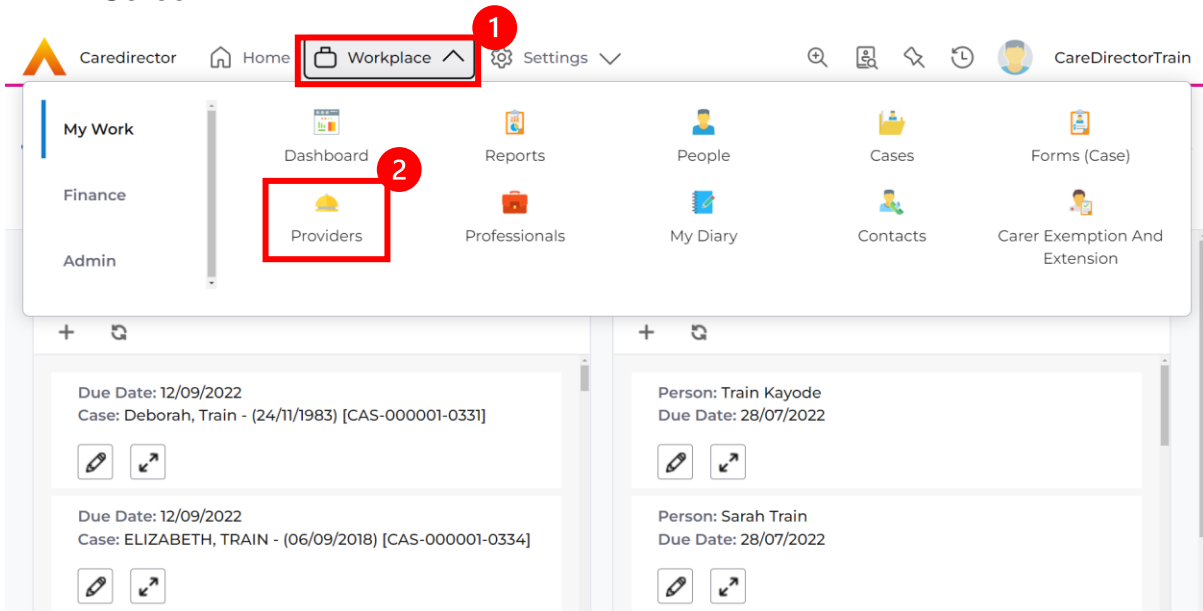 1
Caredirector Home Workplace Settings CareDirectorTrain
My Work
Dashboard Reports People Cases Forms (Case)
2
Finance
Providers Professionals My Diary Contacts Carer Exemption And
Extension
Admin
Due Date: 12/09/2022
Case: Deborah, Train - (24/11/1983) [CAS-000001-0331]
Person: Train Kayode
Due Date: 28/07/2022
Due Date: 12/09/2022
Case: ELIZABETH, TRAIN - (06/09/2018) [CAS-000001-0334]
Person: Sarah Train
Due Date: 28/07/2022